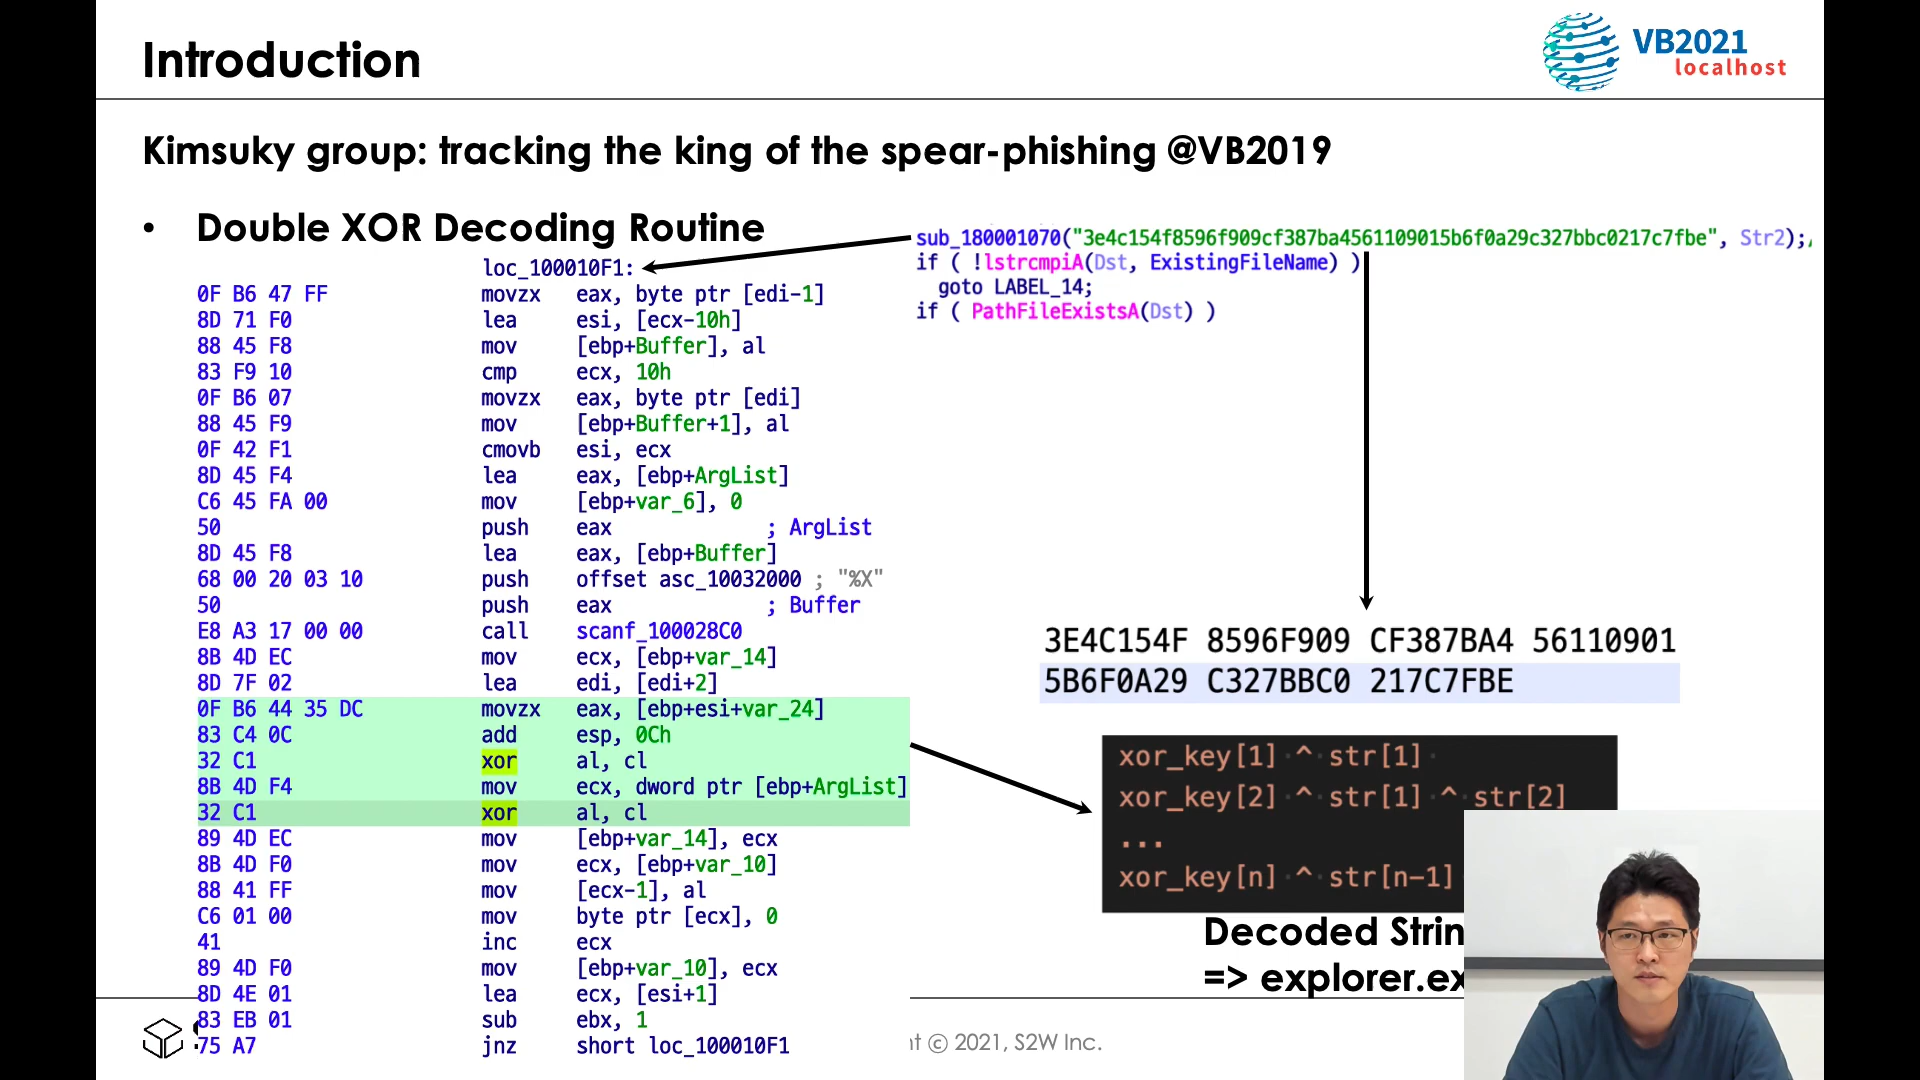 Introduction
VB2021
localhost
Kimsuky group: tracking the king of the spear-phishing @VB2019
• Double XOR Decoding Routine
loc_100010F1:
0F B6 47 FF movzx eax, byte ptr [edi-1]
8D 71 F0 lea esi, [ecx-10h]
88 45 F8 mov [ebp+Buffer], al
83 F9 10 cmp ecx, 10h
0F B6 07 movzx eax, byte ptr [edi]
88 45 F9 mov [ebp+Buffer+1], al
0F 42 F1 cmovb esi, ecx
8D 45 F4 lea eax, [ebp+ArgList]
C6 45 FA 00 mov [ebp+var_6], 0
50 push eax ; ArgList
8D 45 F8 lea eax, [ebp+Buffer]
68 00 20 03 10 push offset asc_10032000 ; "%X"
50 push eax ; Buffer
E8 A3 17 00 00 call scanf_100028C0
8B 4D EC mov ecx, [ebp+var_14]
8D 7F 02 lea edi, [edi+2]
0F B6 44 35 DC movzx eax, [ebp+esi+var_24]
83 C4 0C add esp, 0Ch
32 C1 xor al, cl
8B 4D F4 mov ecx, dword ptr [ebp+ArgList]
32 C1 xor al, cl
89 4D EC mov [ebp+var_14], ecx
8B 4D F0 mov ecx, [ebp+var_10]
88 41 FF mov [ecx-1], al
C6 01 00 mov byte ptr [ecx], 0
41 inc ecx
89 4D F0 mov [ebp+var_10], ecx
8D 4E 01 lea ecx, [esi+1]
83 EB 01 sub ebx, 1
75 A7 jnz short loc_100010F1
sub_180001070("3e4c154f8596f909cf387ba4561109015b6f0a29c327bbc0217c7fbe", Str2);
if ( !lstrcmpiA(Dst, ExistingFileName) )
goto LABEL_14;
if ( PathFileExistsA(Dst) )
3E4C154F 8596F909 CF387BA4 56110901
5B6F0A29 C327BBC0 217C7FBE
xor_key[1] ^ str[1]
xor_key[2] ^ str[1] ^ str[2]
...
xor_key[n] ^ str[n-1]
Decoded Strin
=> explorer.ex
© 2021, S2W Inc.